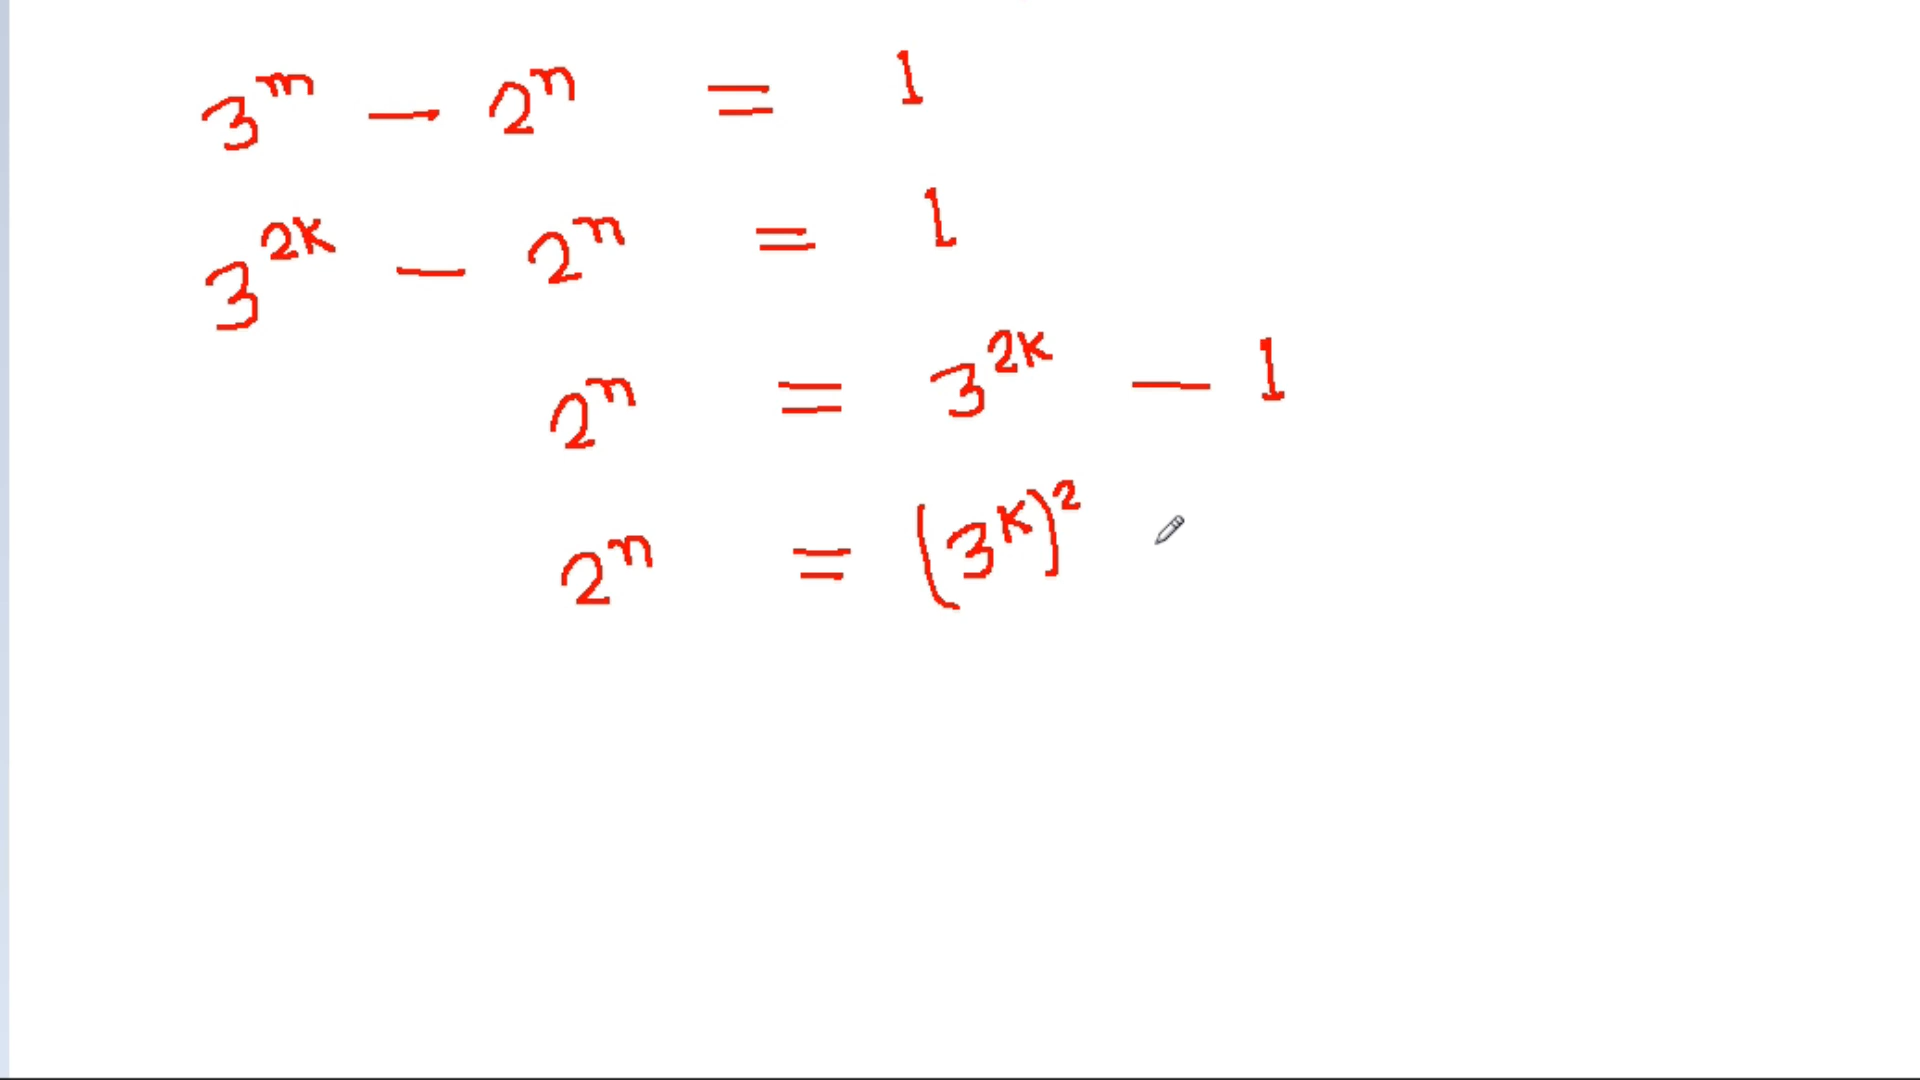 3^m - 2^n = 1
3^{2k} - 2^n = 1
2^n = 3^{2k} - 1
2^n = (3^k)^2